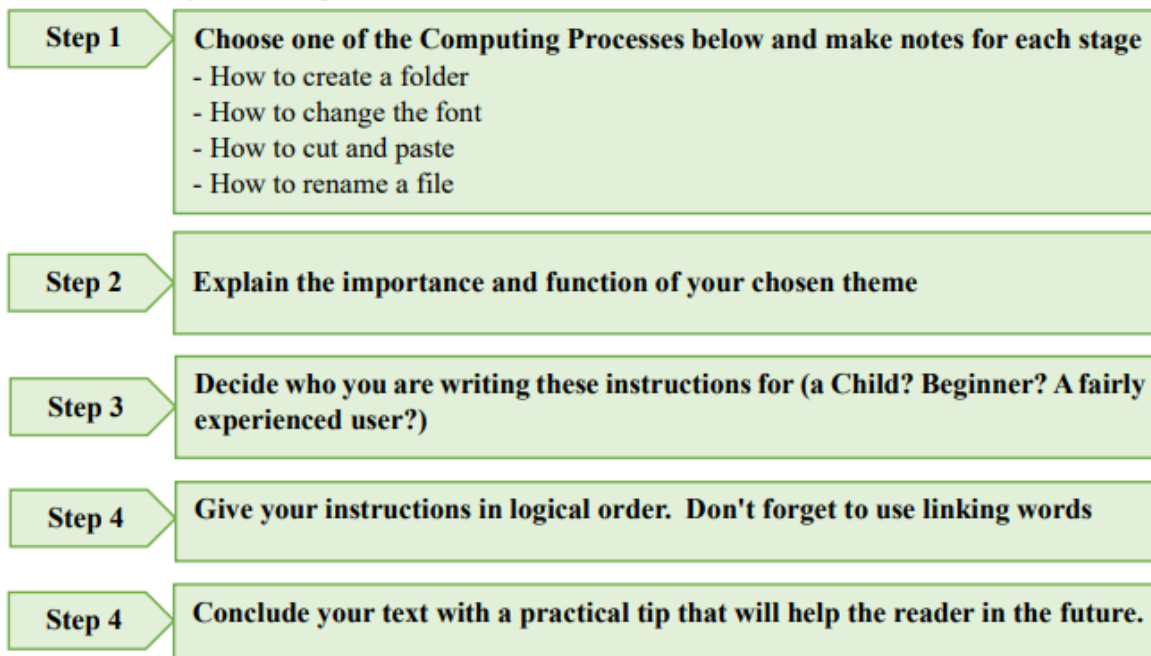 Step 1
Choose one of the Computing Processes below and make notes for each stage
- How to create a folder
- How to change the font
- How to cut and paste
- How to rename a file
Step 2
Explain the importance and function of your chosen theme
Step 3
Decide who you are writing these instructions for (a Child? Beginner? A fairly
experienced user?)
Step 4
Give your instructions in logical order.  Don't forget to use linking words
Step 4
Conclude your text with a practical tip that will help the reader in the future.